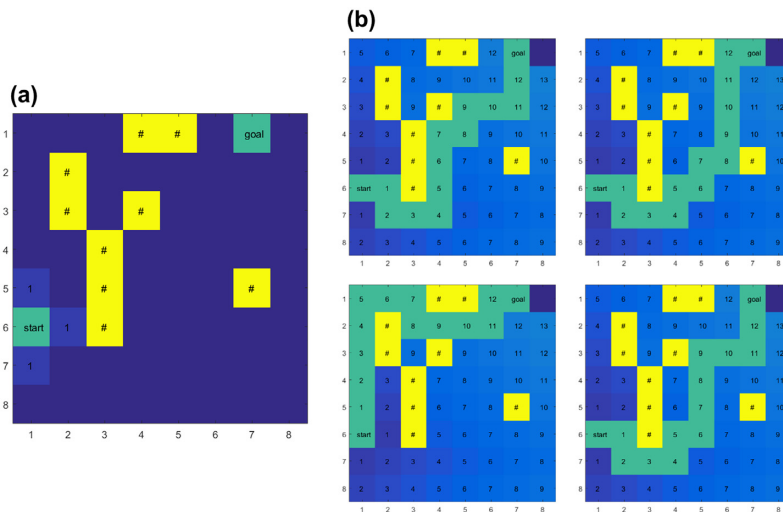 (a)
1 # # goal
2 #
3 # #
4 #
5 1 # #
6 start 1 #
7 1
8
1 2 3 4 5 6 7 8
(b)
1 5 6 7 # # 12 goal
2 4 # 8 9 10 11 12 13
3 3 # 9 # 9 10 11 12
4 2 3 # 7 8 9 10 11
5 1 2 # 6 7 8 # 10
6 start 1 # 5 6 7 8 9
7 1 2 3 4 5 6 7 8
8 2 3 4 5 6 7 8 9
1 2 3 4 5 6 7 8
1 5 6 7 # # 12 goal
2 4 # 8 9 10 11 12 13
3 3 # 9 # 9 10 11 12
4 2 3 # 7 8 9 10 11
5 1 2 # 6 7 8 # 10
6 start 1 # 5 6 7 8 9
7 1 2 3 4 5 6 7 8
8 2 3 4 5 6 7 8 9
1 2 3 4 5 6 7 8
1 5 6 7 # # 12 goal
2 4 # 8 9 10 11 12 13
3 3 # 9 # 9 10 11 12
4 2 3 # 7 8 9 10 11
5 1 2 # 6 7 8 # 10
6 start 1 # 5 6 7 8 9
7 1 2 3 4 5 6 7 8
8 2 3 4 5 6 7 8 9
1 2 3 4 5 6 7 8
1 5 6 7 # # 12 goal
2 4 # 8 9 10 11 12 13
3 3 # 9 # 9 10 11 12
4 2 3 # 7 8 9 10 11
5 1 2 # 6 7 8 # 10
6 start 1 # 5 6 7 8 9
7 1 2 3 4 5 6 7 8
8 2 3 4 5 6 7 8 9
1 2 3 4 5 6 7 8